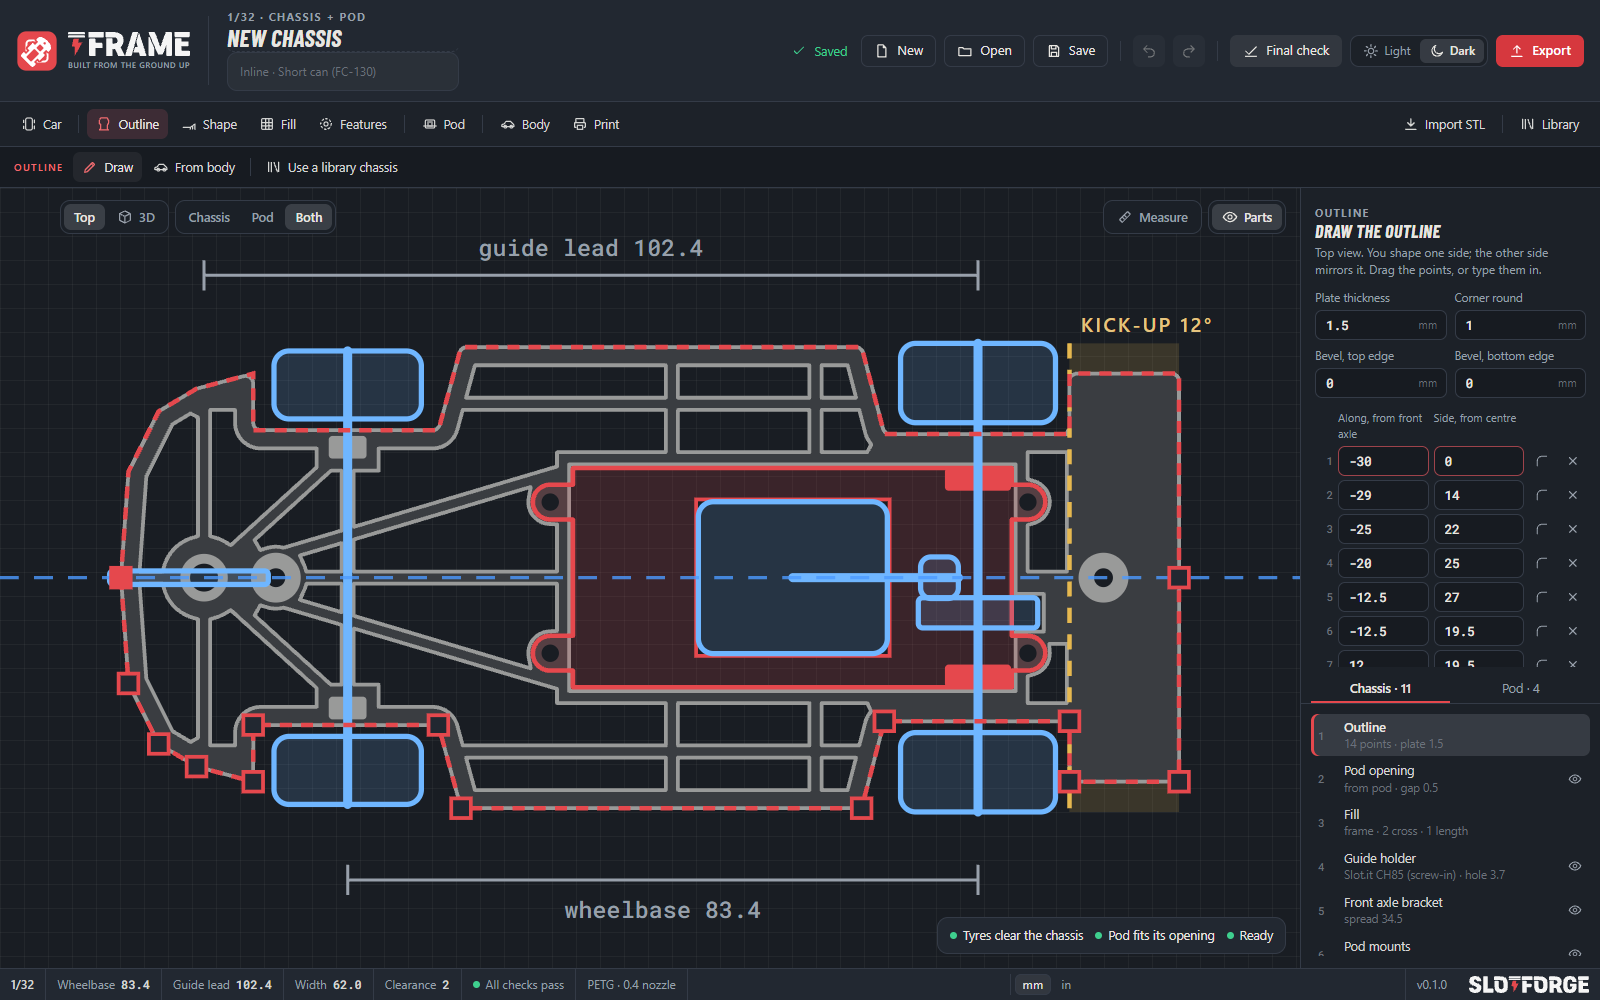 1/32 · CHASSIS + POD
FRAME
BUILT FROM THE GROUND UP
NEW CHASSIS
Inline · Short can (FC-130)
Saved
New
Open
Save
Final check
Light
Dark
Export
Car
Outline
Shape
Fill
Features
Pod
Body
Print
Import STL
Library
OUTLINE
Draw
From body
Use a library chassis
Top
3D
Chassis
Pod
Both
Measure
Parts
guide lead 102.4
KICK-UP 12°
wheelbase 83.4
Tyres clear the chassis
Pod fits its opening
Ready
OUTLINE
DRAW THE OUTLINE
Top view. You shape one side; the other side
mirrors it. Drag the points, or type them in.
Plate thickness
Corner round
1.5 mm
1 mm
Bevel, top edge
Bevel, bottom edge
0 mm
0 mm
Along, from front axle
Side, from centre
1 -30 0
2 -29 14
3 -25 22
4 -20 25
5 -12.5 27
6 -12.5 19.5
7 12 19.5
Chassis · 11
Pod · 4
1 Outline
14 points · plate 1.5
2 Pod opening
from pod · gap 0.5
3 Fill
frame · 2 cross · 1 length
4 Guide holder
Slot.it CH85 (screw-in) · hole 3.7
5 Front axle bracket
spread 34.5
6 Pod mounts
1/32
Wheelbase 83.4
Guide lead 102.4
Width 62.0
Clearance 2
All checks pass
PETG · 0.4 nozzle
mm
in
v0.1.0
SLOTFORGE